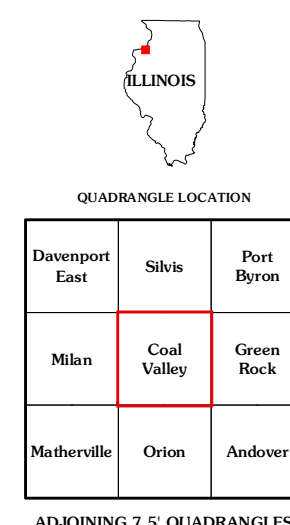 ILLINOIS
QUADRANGLE LOCATION
Davenport East
Silvis
Port Byron
Milan
Coal Valley
Green Rock
Matherville
Orion
Andover
ADJOINING 7.5' QUADRANGLES